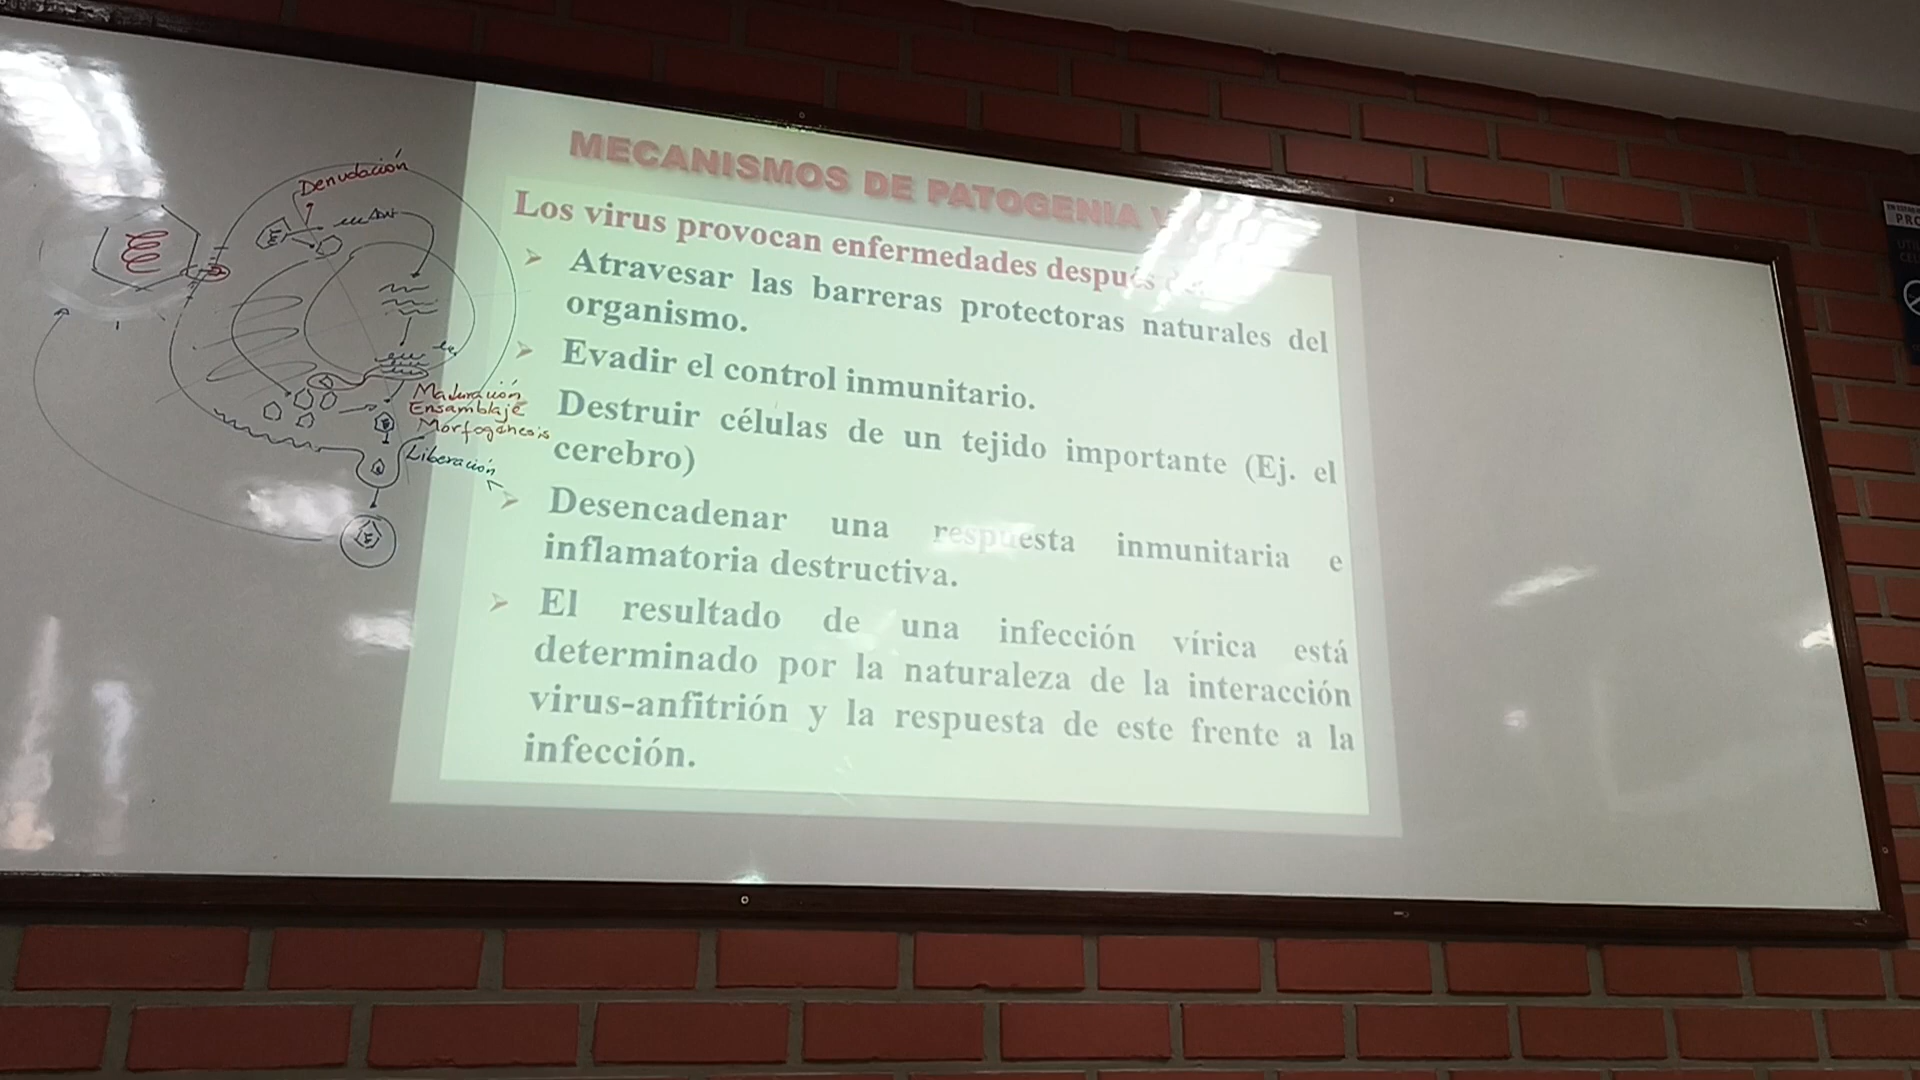 MECANISMOS DE PATOGENIA
Los virus provocan enfermedades después
Atravesar las barreras protectoras naturales del
organismo.
Evadir el control inmunitario.
Destruir células de un tejido importante (Ej. el
cerebro)
Desencadenar una respuesta inmunitaria e
inflamatoria destructiva.
El resultado de una infección vírica está
determinado por la naturaleza de la interacción
virus-anfitrión y la respuesta de este frente a la
infección.
Denudación
Maduración
Ensamblaje
Morfogénesis
Liberación
PRO